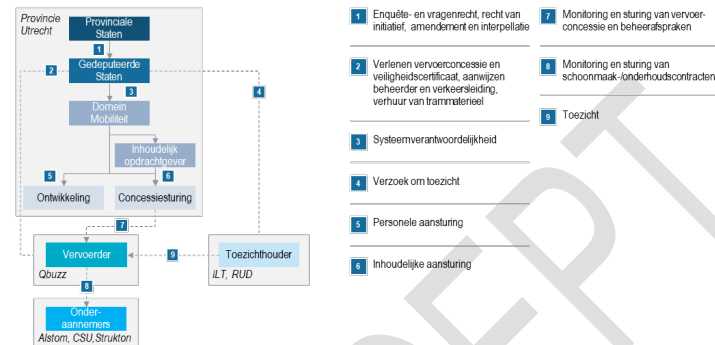 Provincie
Utrecht
Provinciale
Staten
1
Gedeputeerde
Staten
2
3
4
Domein
Mobiliteit
Inhoudelijk
opdrachtgever
5
6
Ontwikkeling
Concessiesturing
7
Vervoerder
Qbuzz
9
Toezichthouder
ILT, RUD
8
Onder-
aannemers
Alstom, CSU,Strukton
1 Enquête- en vragenrecht, recht van
initiatief, amendement en interpellatie
2 Verlenen vervoerconcessie en
veiligheidscertificaat, aanwijzen
beheerder en verkeersleiding,
verhuur van trammaterieel
3 Systeemverantwoordelijkheid
4 Verzoek om toezicht
5 Personele aansturing
6 Inhoudelijke aansturing
7 Monitoring en sturing van vervoer-
concessie en beheerafspraken
8 Monitoring en sturing van
schoonmaak-/onderhoudscontracten
9 Toezicht
CEPT